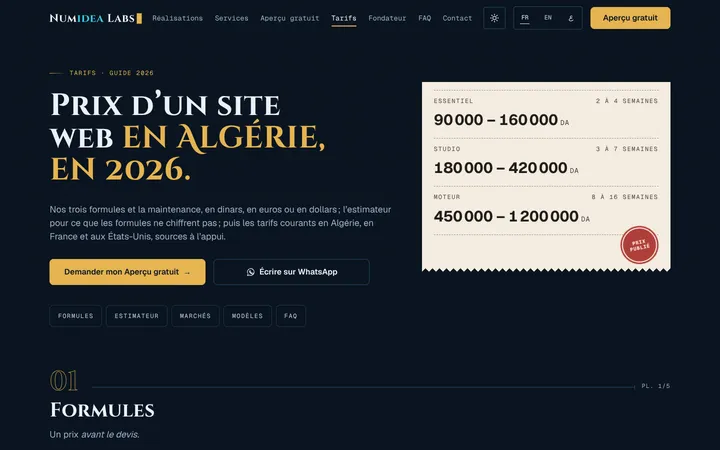 NUMIDEA LABS
Réalisations Services Aperçu gratuit Tarifs Fondateur FAQ Contact
FR EN ع
Aperçu gratuit
TARIFS · GUIDE 2026
PRIX D'UN SITE
WEB EN ALGÉRIE,
EN 2026.
Nos trois formules et la maintenance, en dinars, en euros ou en dollars ; l'estimateur
pour ce que les formules ne chiffrent pas ; puis les tarifs courants en Algérie, en
France et aux États-Unis, sources à l'appui.
Demander mon Aperçu gratuit →
Écrire sur WhatsApp
FORMULES ESTIMATEUR MARCHÉS MODÈLES FAQ
ESSENTIEL 2 À 4 SEMAINES
90 000 – 160 000 DA
STUDIO 3 À 7 SEMAINES
180 000 – 420 000 DA
MOTEUR 8 À 16 SEMAINES
450 000 – 1 200 000 DA
PRIX
PUBLIÉ
01
PL. 1/5
FORMULES
Un prix avant le devis.